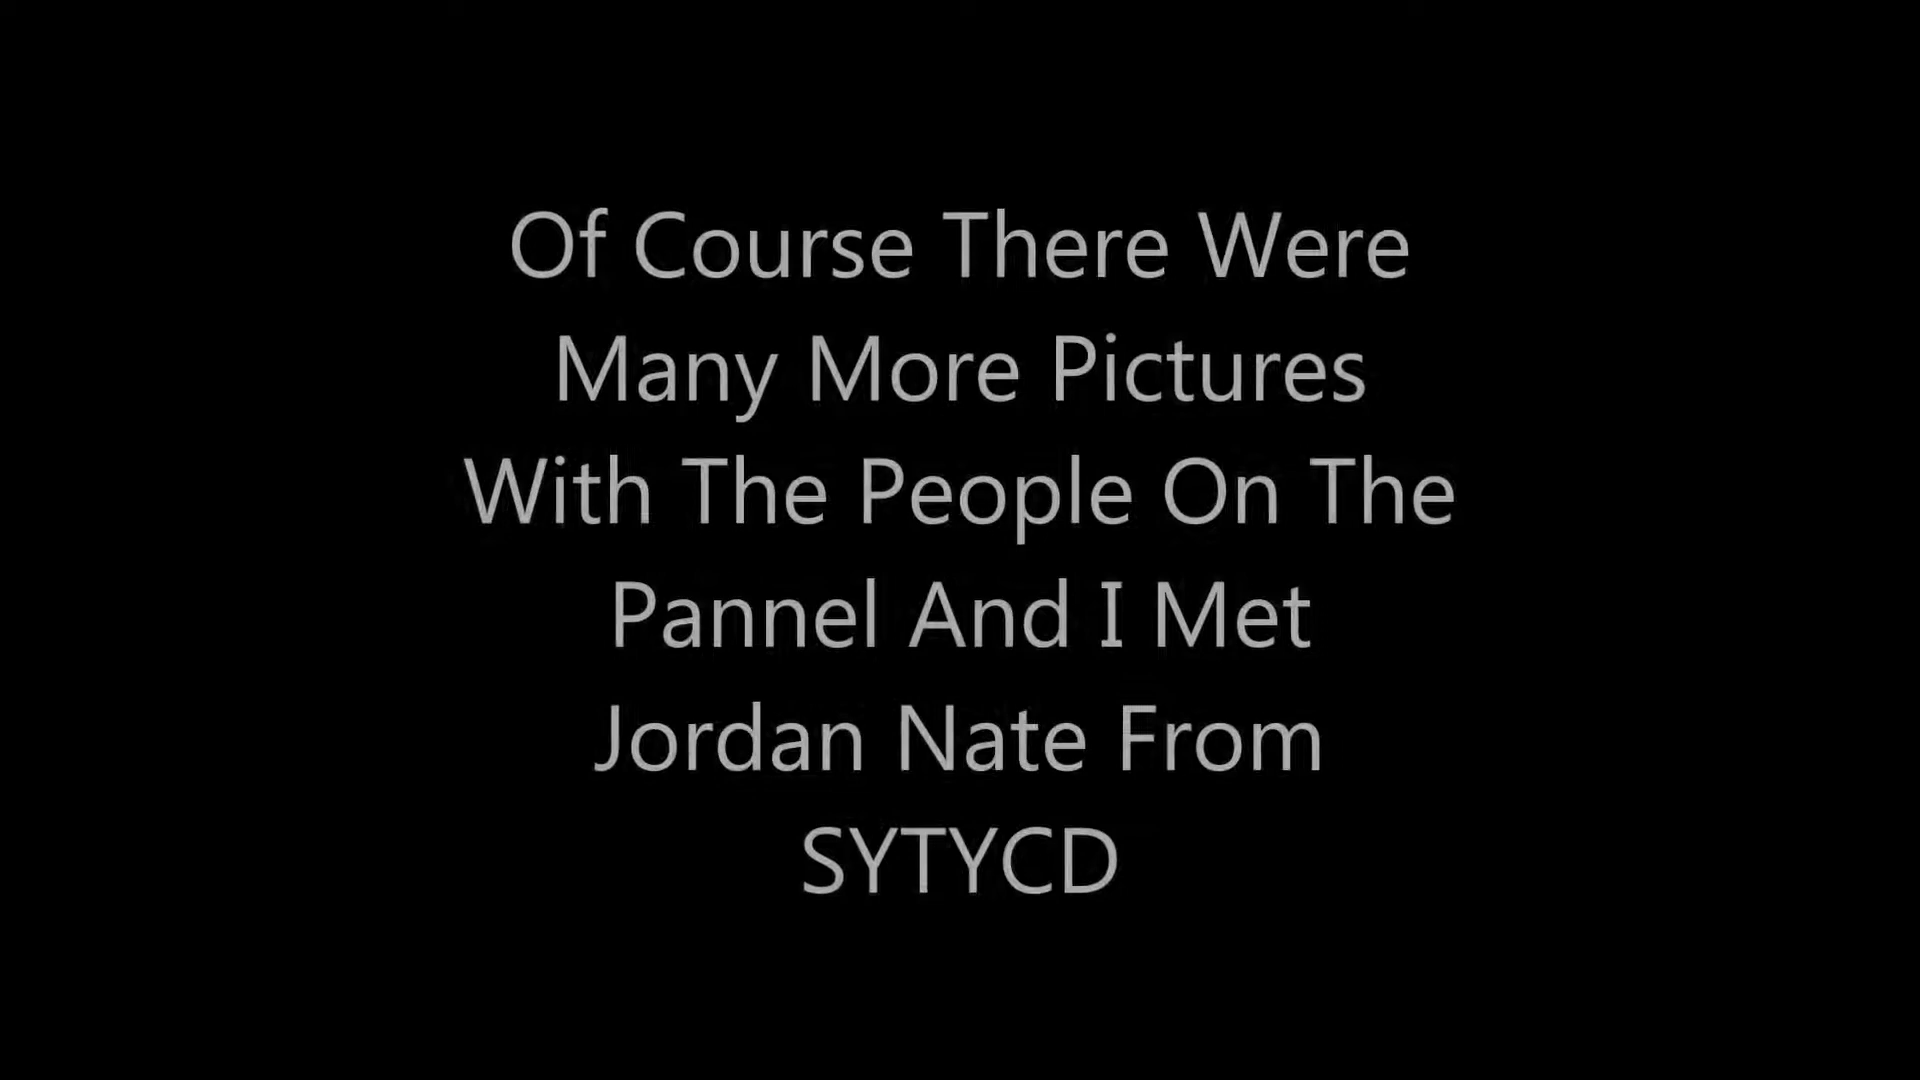 Of Course There Were
Many More Pictures
With The People On The
Pannel And I Met
Jordan Nate From
SYTYCD